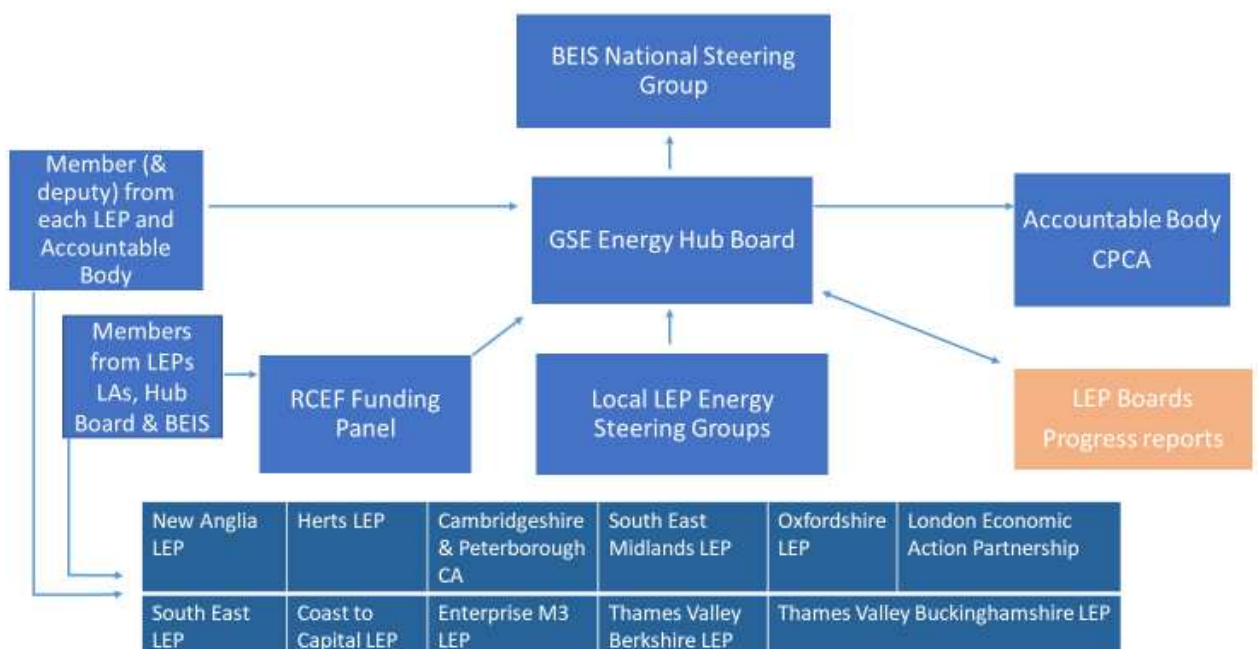 BEIS National Steering
Group
Member (&
deputy) from
each LEP and
Accountable
Body
GSE Energy Hub Board
Accountable Body
CPCA
Members
from LEPs
LAs, Hub
Board & BEIS
RCEF Funding
Panel
Local LEP Energy
Steering Groups
LEP Boards
Progress reports
New Anglia
LEP
Herts LEP
Cambridgeshire
& Peterborough
CA
South East
Midlands LEP
Oxfordshire
LEP
London Economic
Action Partnership
South East
LEP
Coast to
Capital LEP
Enterprise M3
LEP
Thames Valley
Berkshire LEP
Thames Valley Buckinghamshire LEP